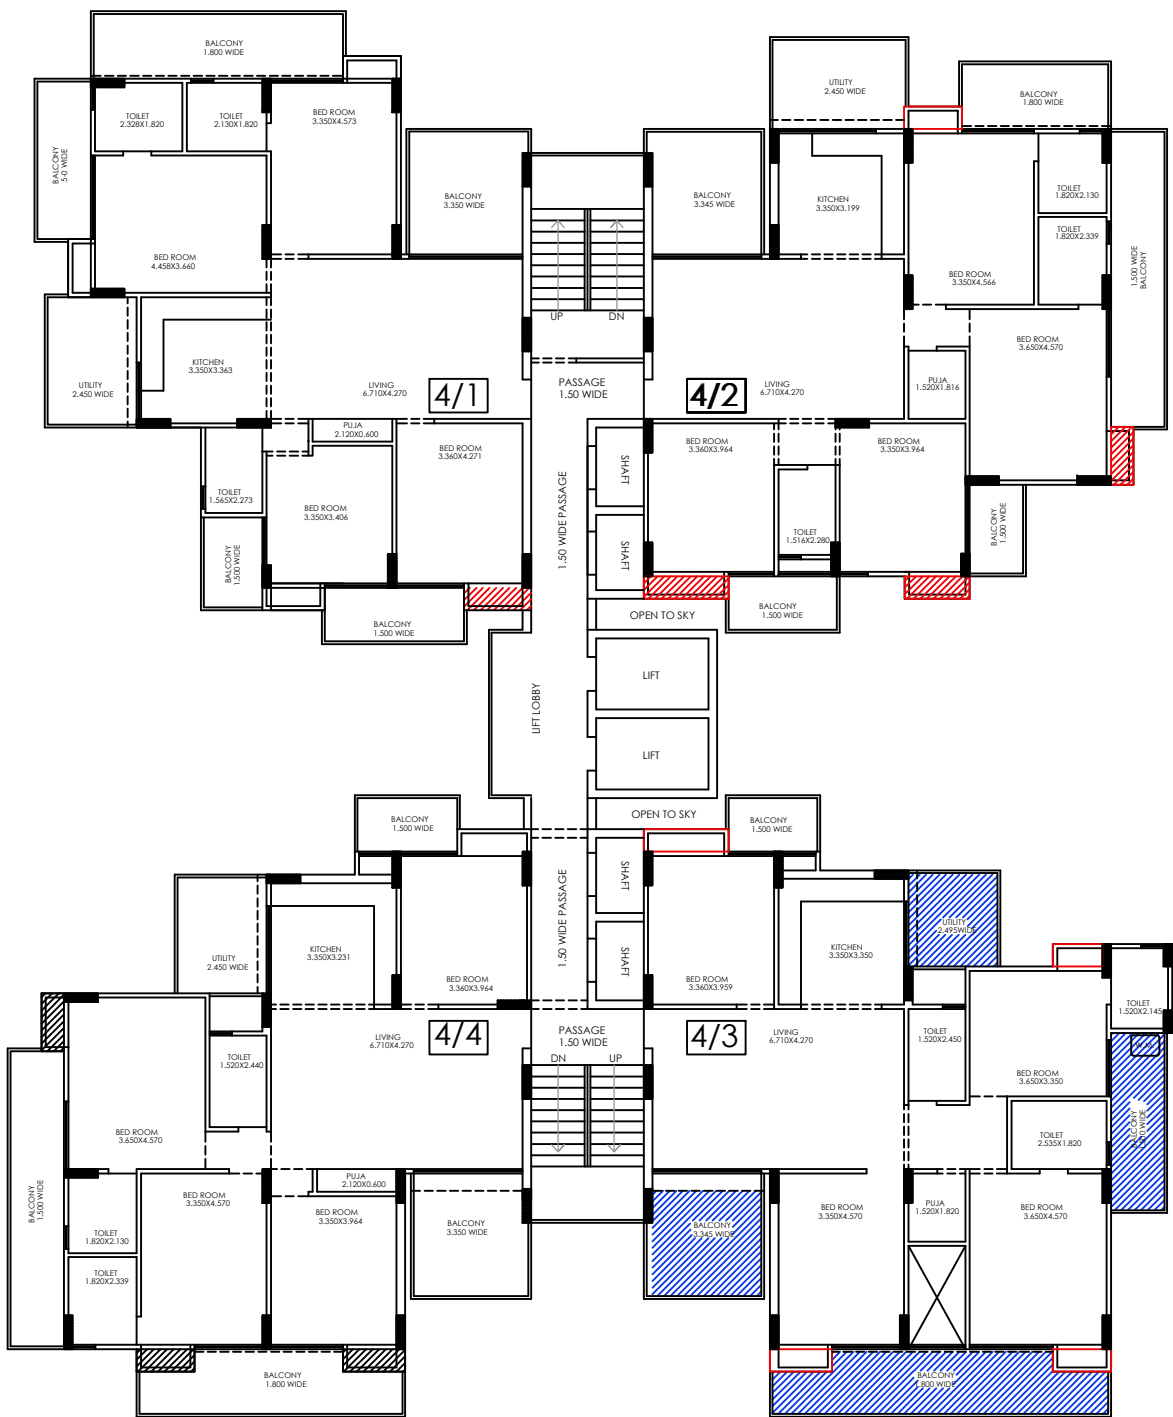 BALCONY
1.800 WIDE
TOILET
2.328X1.820
TOILET
2.130X1.820
BED ROOM
3.350X4.573
BALCONY
5-0 WIDE
BALCONY
3.350 WIDE
BED ROOM
4.458X3.660
KITCHEN
3.350X3.363
UTILITY
2.450 WIDE
LIVING
6.710X4.270
4/1
PUJA
2.120X0.600
BED ROOM
3.360X4.271
BED ROOM
3.350X3.406
TOILET
1.565X2.273
BALCONY
1.500 WIDE
BALCONY
1.500 WIDE
UP
DN
PASSAGE
1.50 WIDE
1.50 WIDE PASSAGE
SHAFT
SHAFT
UTILITY
2.450 WIDE
BALCONY
1.800 WIDE
BALCONY
3.345 WIDE
KITCHEN
3.350X3.199
TOILET
1.820X2.130
TOILET
1.820X2.339
BED ROOM
3.350X4.566
1.500 WIDE
BALCONY
BED ROOM
3.650X4.570
4/2
LIVING
6.710X4.270
PUJA
1.520X1.816
BED ROOM
3.360X3.964
BED ROOM
3.350X3.964
TOILET
1.516X2.280
BALCONY
1.500 WIDE
BALCONY
1.500 WIDE
OPEN TO SKY
LIFT
LIFT
LIFT LOBBY
OPEN TO SKY
BALCONY
1.500 WIDE
BALCONY
1.500 WIDE
SHAFT
SHAFT
1.50 WIDE PASSAGE
UTILITY
2.450 WIDE
KITCHEN
3.350X3.231
BED ROOM
3.360X3.964
LIVING
6.710X4.270
4/4
TOILET
1.520X2.440
BED ROOM
3.650X4.570
BALCONY
1.500 WIDE
BED ROOM
3.350X4.570
PUJA
2.120X0.600
BED ROOM
3.350X3.964
TOILET
1.820X2.130
TOILET
1.820X2.339
BALCONY
3.350 WIDE
BALCONY
1.800 WIDE
PASSAGE
1.50 WIDE
DN
UP
BED ROOM
3.360X3.959
KITCHEN
3.350X3.350
UTILITY
2.495WIDE
4/3
LIVING
6.710X4.270
TOILET
1.520X2.450
TOILET
1.520X2.145
BED ROOM
3.650X3.350
TOILET
2.535X1.820
BALCONY
BALCONY
3.345 WIDE
BED ROOM
3.350X4.570
PUJA
1.520X1.820
BED ROOM
3.650X4.570
BALCONY
1.800 WIDE